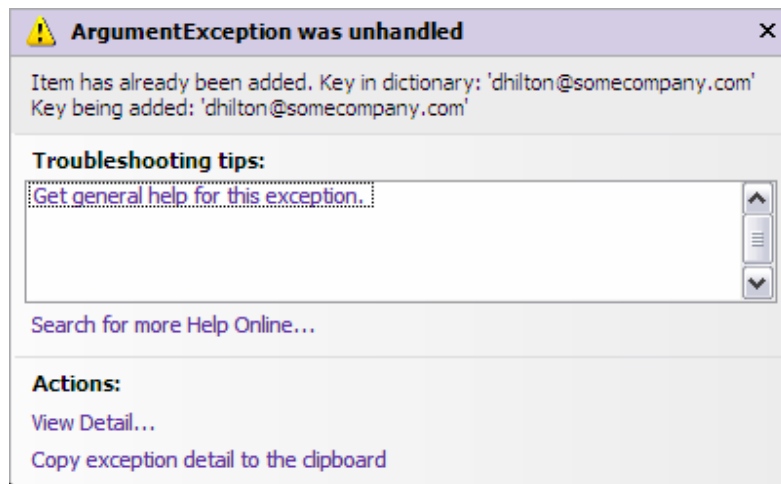 ArgumentException was unhandled
Item has already been added. Key in dictionary: 'dhilton@somecompany.com'
Key being added: 'dhilton@somecompany.com'
Troubleshooting tips:
Get general help for this exception.
Search for more Help Online...
Actions:
View Detail...
Copy exception detail to the clipboard